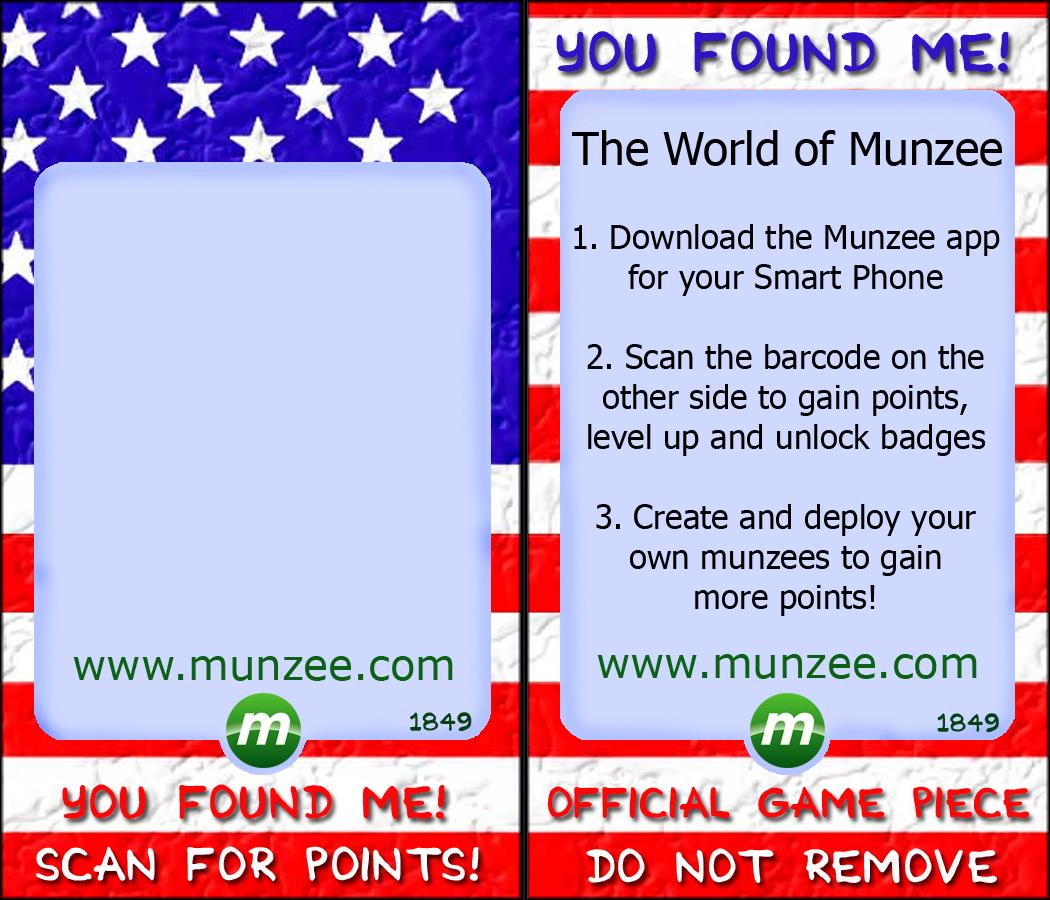 www.munzee.com
m
1849
YOU FOUND ME!
SCAN FOR POINTS!
YOU FOUND ME!
The World of Munzee
1. Download the Munzee app
for your Smart Phone
2. Scan the barcode on the
other side to gain points,
level up and unlock badges
3. Create and deploy your
own munzees to gain
more points!
www.munzee.com
m
1849
OFFICIAL GAME PIECE
DO NOT REMOVE